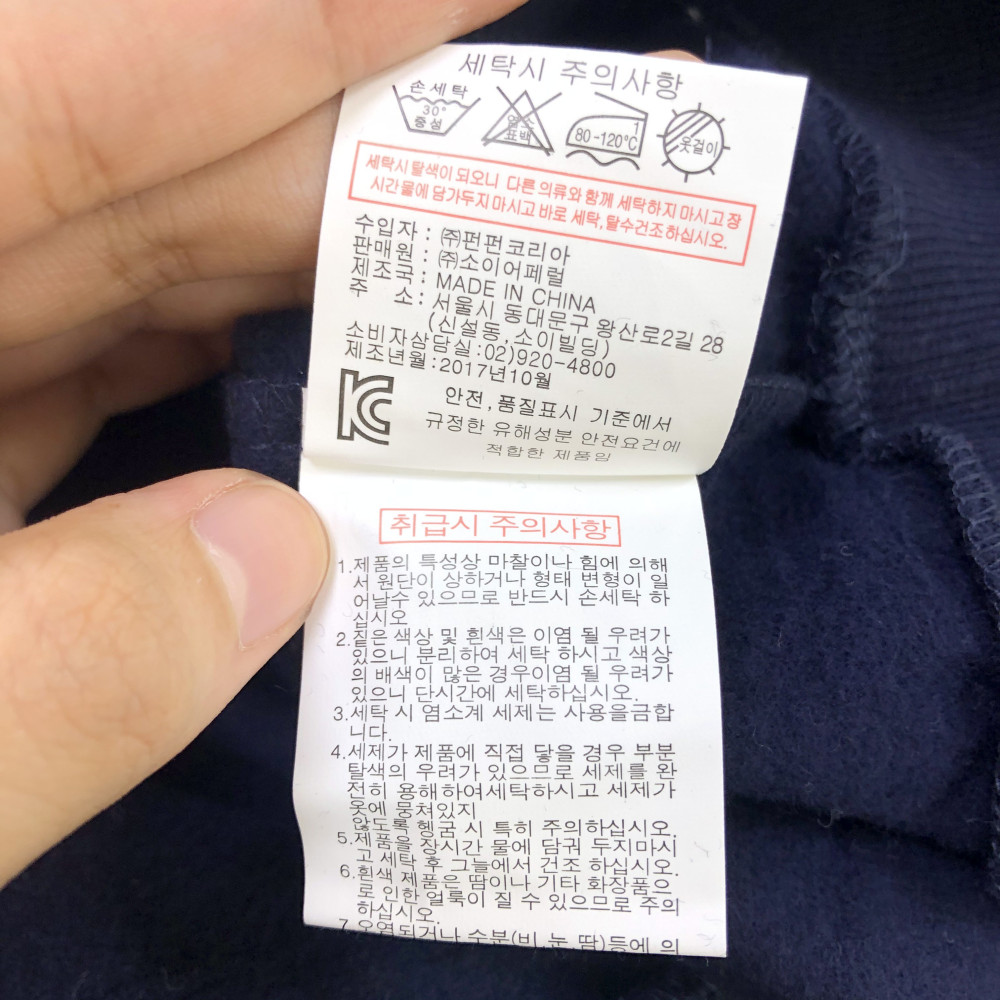 세탁시 주의사항
손세탁
30°
중성
염소
표백
1
80-120℃
옷걸이
세탁시 탈색이 되오니 다른 의류와 함께 세탁하지 마시고 장
시간 물에 담가두지 마시고 바로 세탁, 탈수건조 하십시오.
수입자 : ㈜펀펀코리아
판매원 : ㈜소이어페럴
제조국 : MADE IN CHINA
주 소 : 서울시 동대문구 왕산로2길 28
(신설동, 소이빌딩)
소비자삼담실:02)920-4800
제조년월:2017년10월
안전,품질표시 기준에서
규정한 유해성분 안전요건에
적합한 제품임
취급시 주의사항
1.제품의 특성상 마찰이나 힘에 의해
서 원단이 상하거나 형태 변형이 일
어날수 있으므로 반드시 손세탁 하
십시오
2.짙은 색상 및 흰색은 이염 될 우려가
있으니 분리하여 세탁 하시고 색상
의 배색이 많은 경우이염 될 우려가
있으니 단시간에 세탁하십시오.
3.세탁 시 염소계 세제는 사용을금합
니다.
4.세제가 제품에 직접 닿을 경우 부분
탈색의 우려가 있으므로 세제를 완
전히 용해하여세탁하시고 세제가
옷에 뭉쳐있지
않도록 헹굼 시 특히 주의하십시오.
5.제품을 장시간 물에 담궈 두지마시
고 세탁 후 그늘에서 건조 하십시오.
6.흰색 제품은 땀이나 기타 화장품으
로 인한 얼룩이 질 수 있으므로 주의
하십시오.
7.오염되거나 수분(비,눈,땀)등에 의